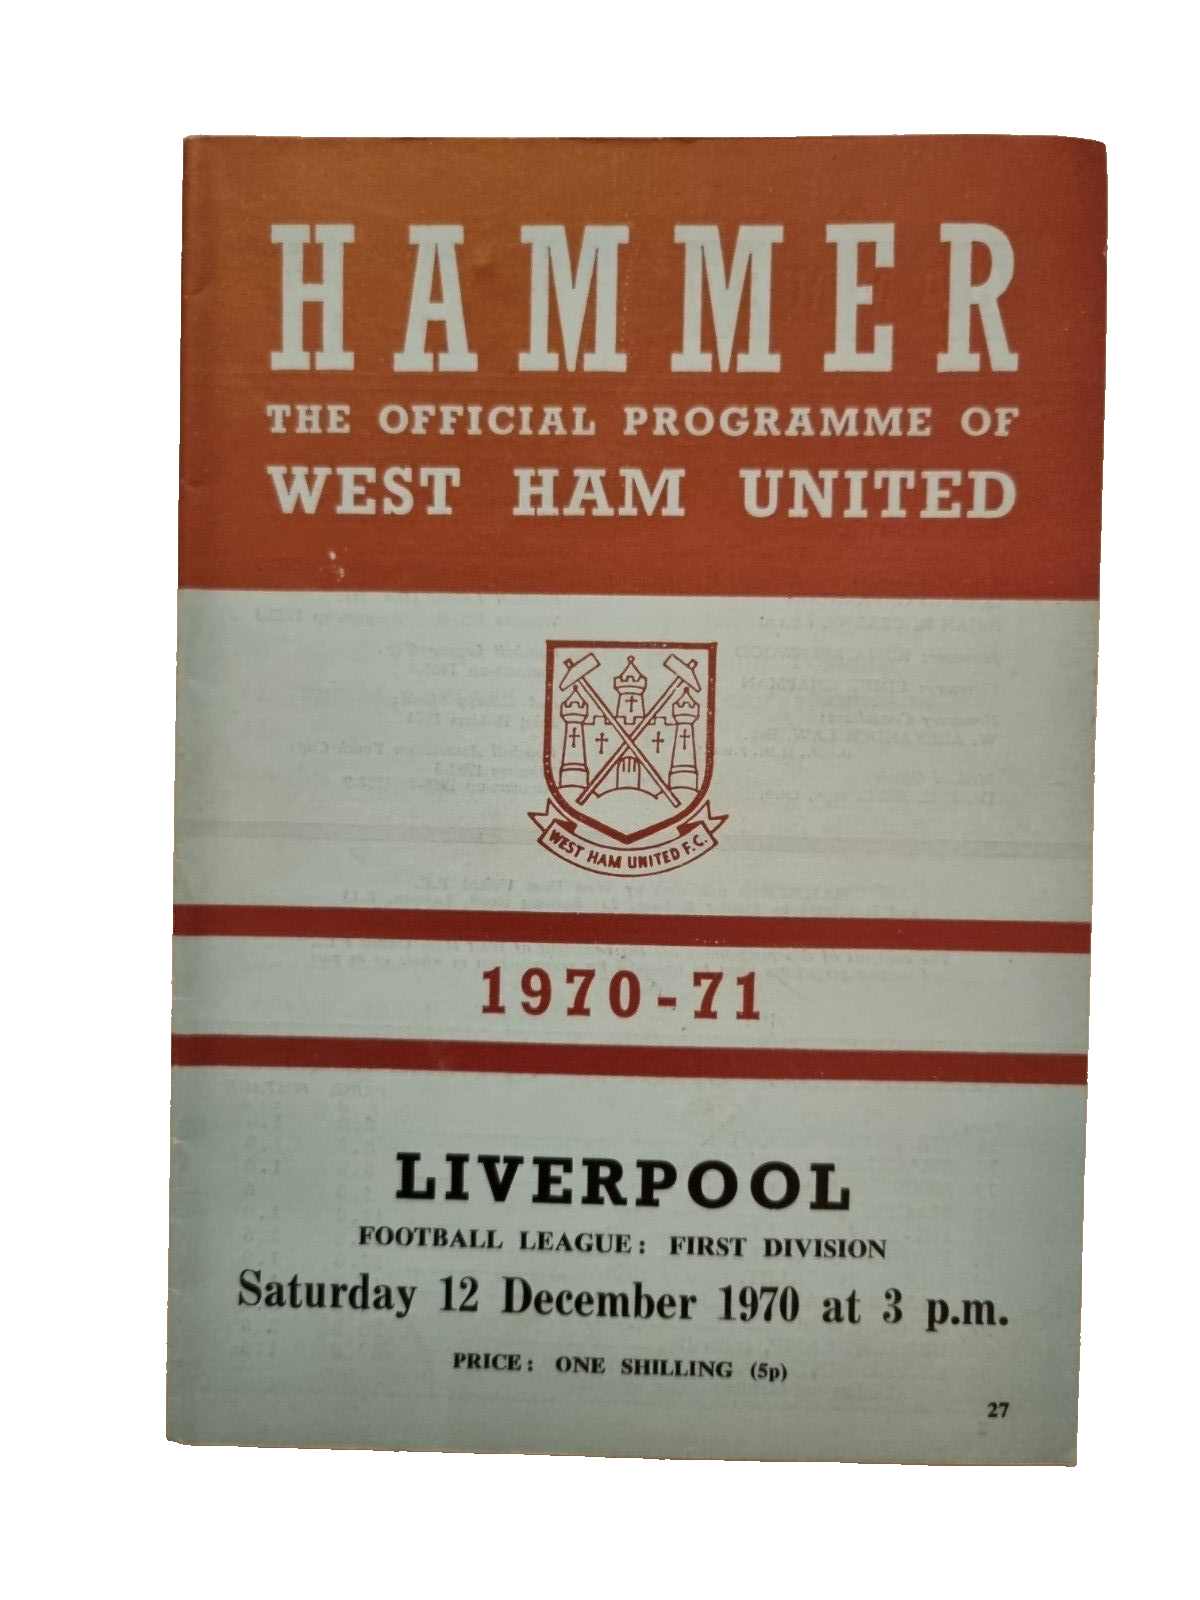 HAMMER
THE OFFICIAL PROGRAMME OF
WEST HAM UNITED
WEST HAM UNITED F.C.
1970-71
LIVERPOOL
FOOTBALL LEAGUE: FIRST DIVISION
Saturday 12 December 1970 at 3 p.m.
PRICE: ONE SHILLING (5p)
27